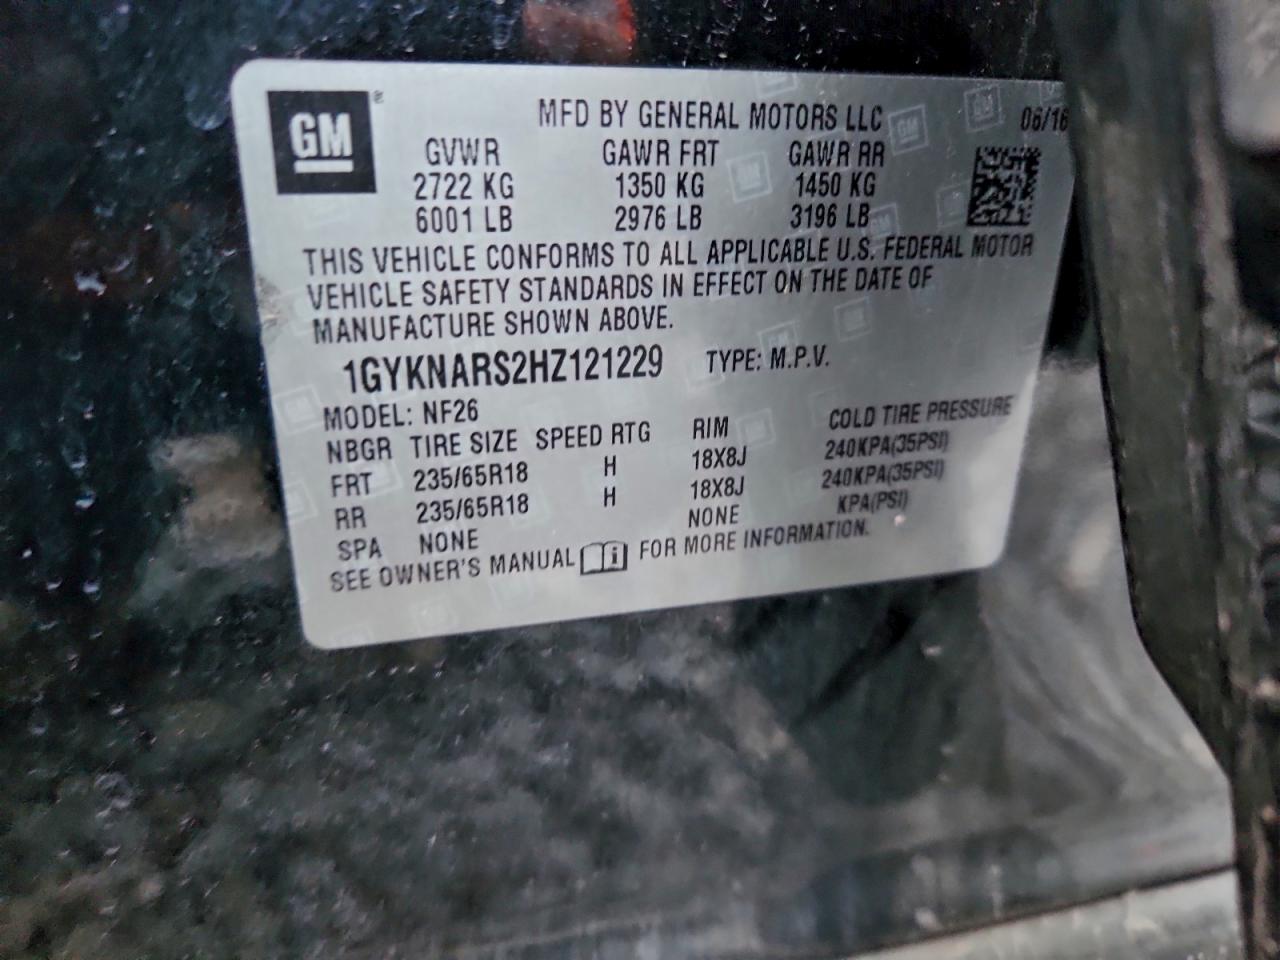 GM ®
MFD BY GENERAL MOTORS LLC 06/16
GVWR GAWR FRT GAWR RR
2722 KG 1350 KG 1450 KG
6001 LB 2976 LB 3196 LB
THIS VEHICLE CONFORMS TO ALL APPLICABLE U.S. FEDERAL MOTOR
VEHICLE SAFETY STANDARDS IN EFFECT ON THE DATE OF
MANUFACTURE SHOWN ABOVE.
1GYKNARS2HZ121229 TYPE: M.P.V.
MODEL: NF26
NBGR TIRE SIZE SPEED RTG RIM COLD TIRE PRESSURE
FRT 235/65R18 H 18X8J 240KPA(35PSI)
RR 235/65R18 H 18X8J 240KPA(35PSI)
SPA NONE NONE KPA(PSI)
SEE OWNER'S MANUAL i FOR MORE INFORMATION.